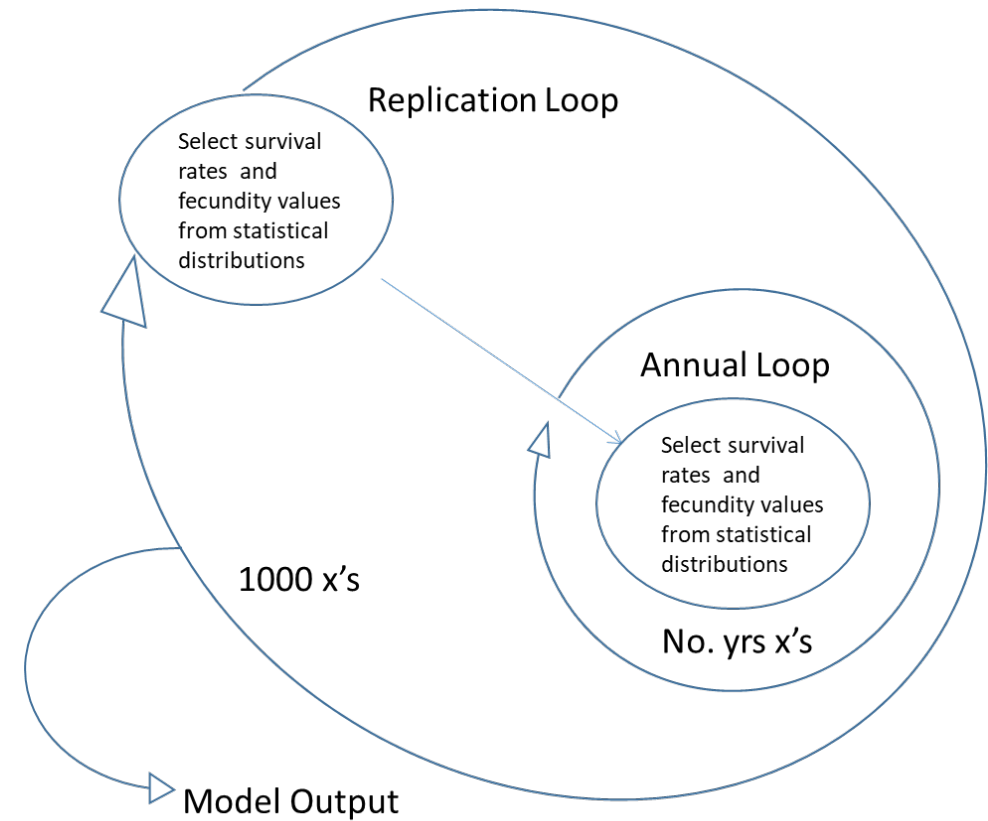 Replication Loop
Select survival
rates and
fecundity values
from statistical
distributions
Annual Loop
Select survival
rates and
fecundity values
from statistical
distributions
1000 x’s
No. yrs x’s
Model Output